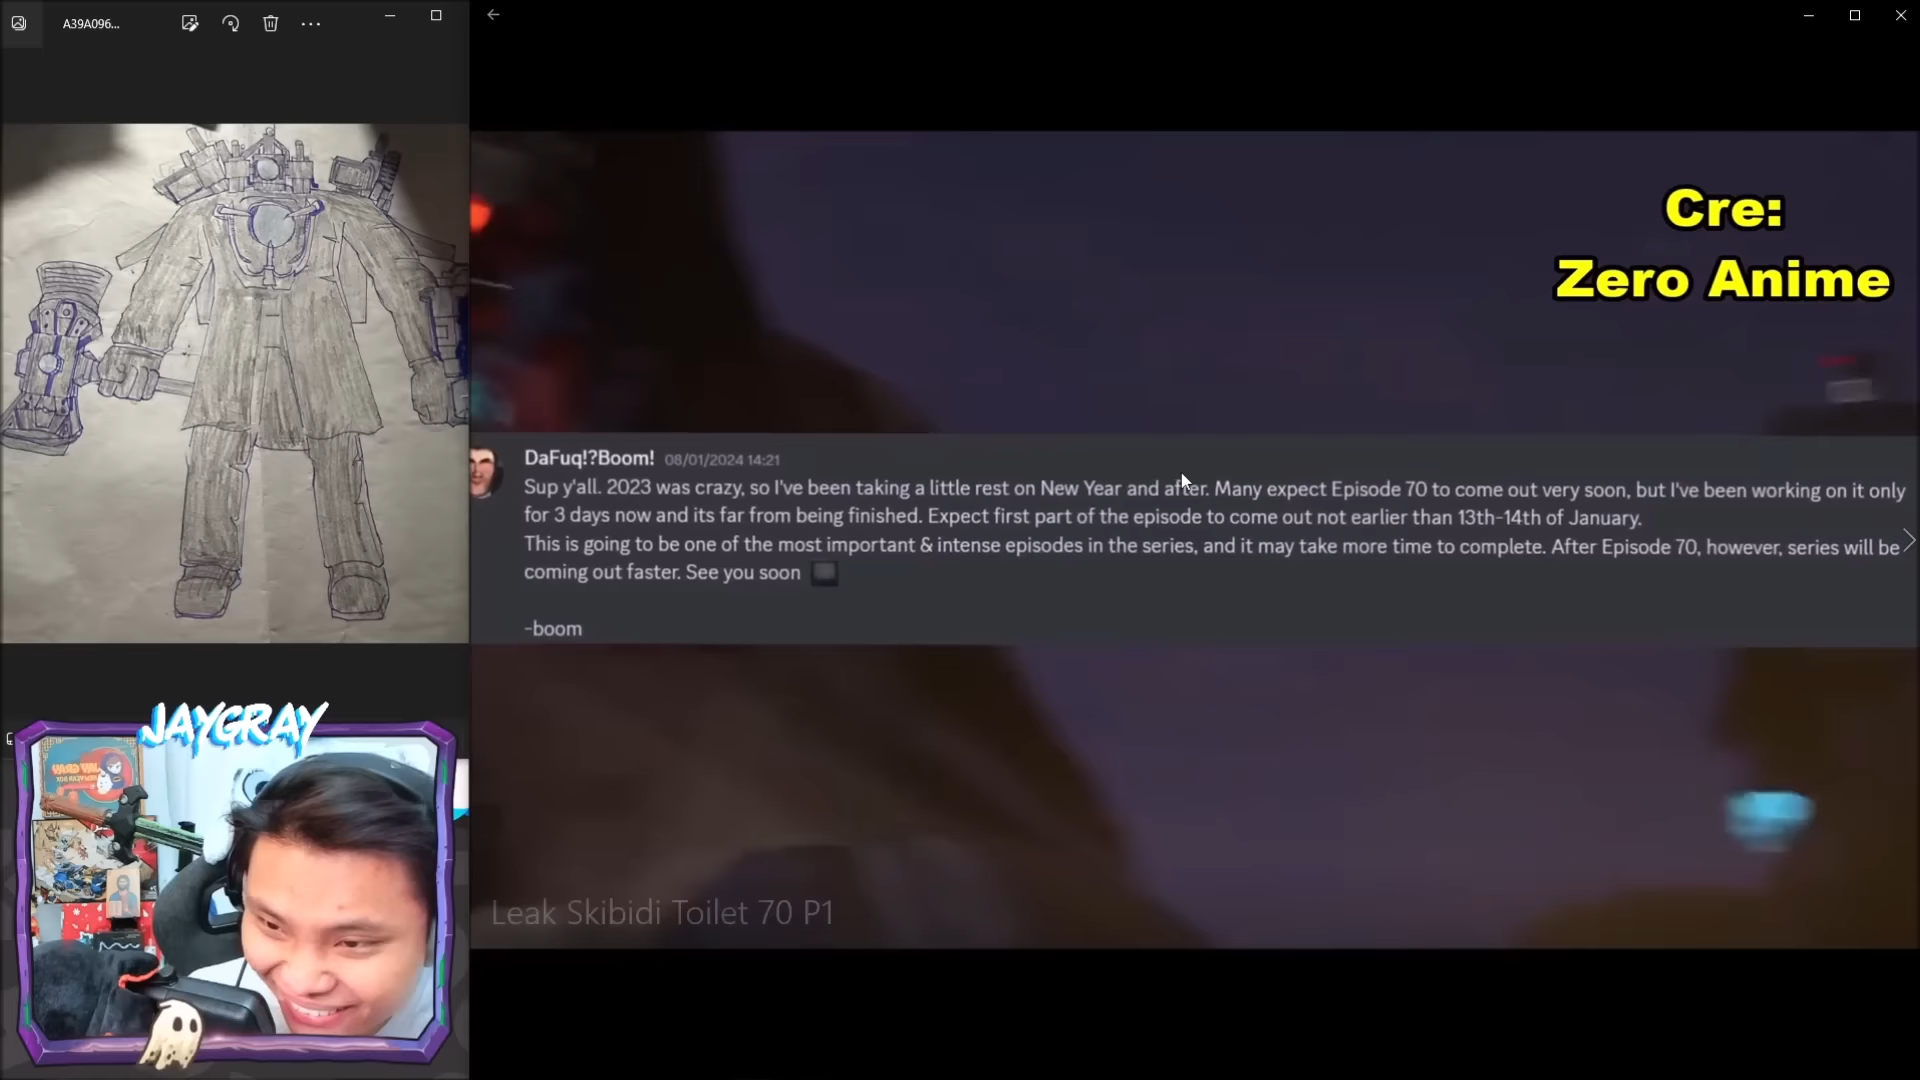 A39A096...
Cre:
Zero Anime
DaFuq!?Boom! 08/01/2024 14:21
Sup y'all. 2023 was crazy, so I've been taking a little rest on New Year and after. Many expect Episode 70 to come out very soon, but I've been working on it only
for 3 days now and its far from being finished. Expect first part of the episode to come out not earlier than 13th-14th of January.
This is going to be one of the most important & intense episodes in the series, and it may take more time to complete. After Episode 70, however, series will be
coming out faster. See you soon
-boom
JAYGRAY
Leak Skibidi Toilet 70 P1